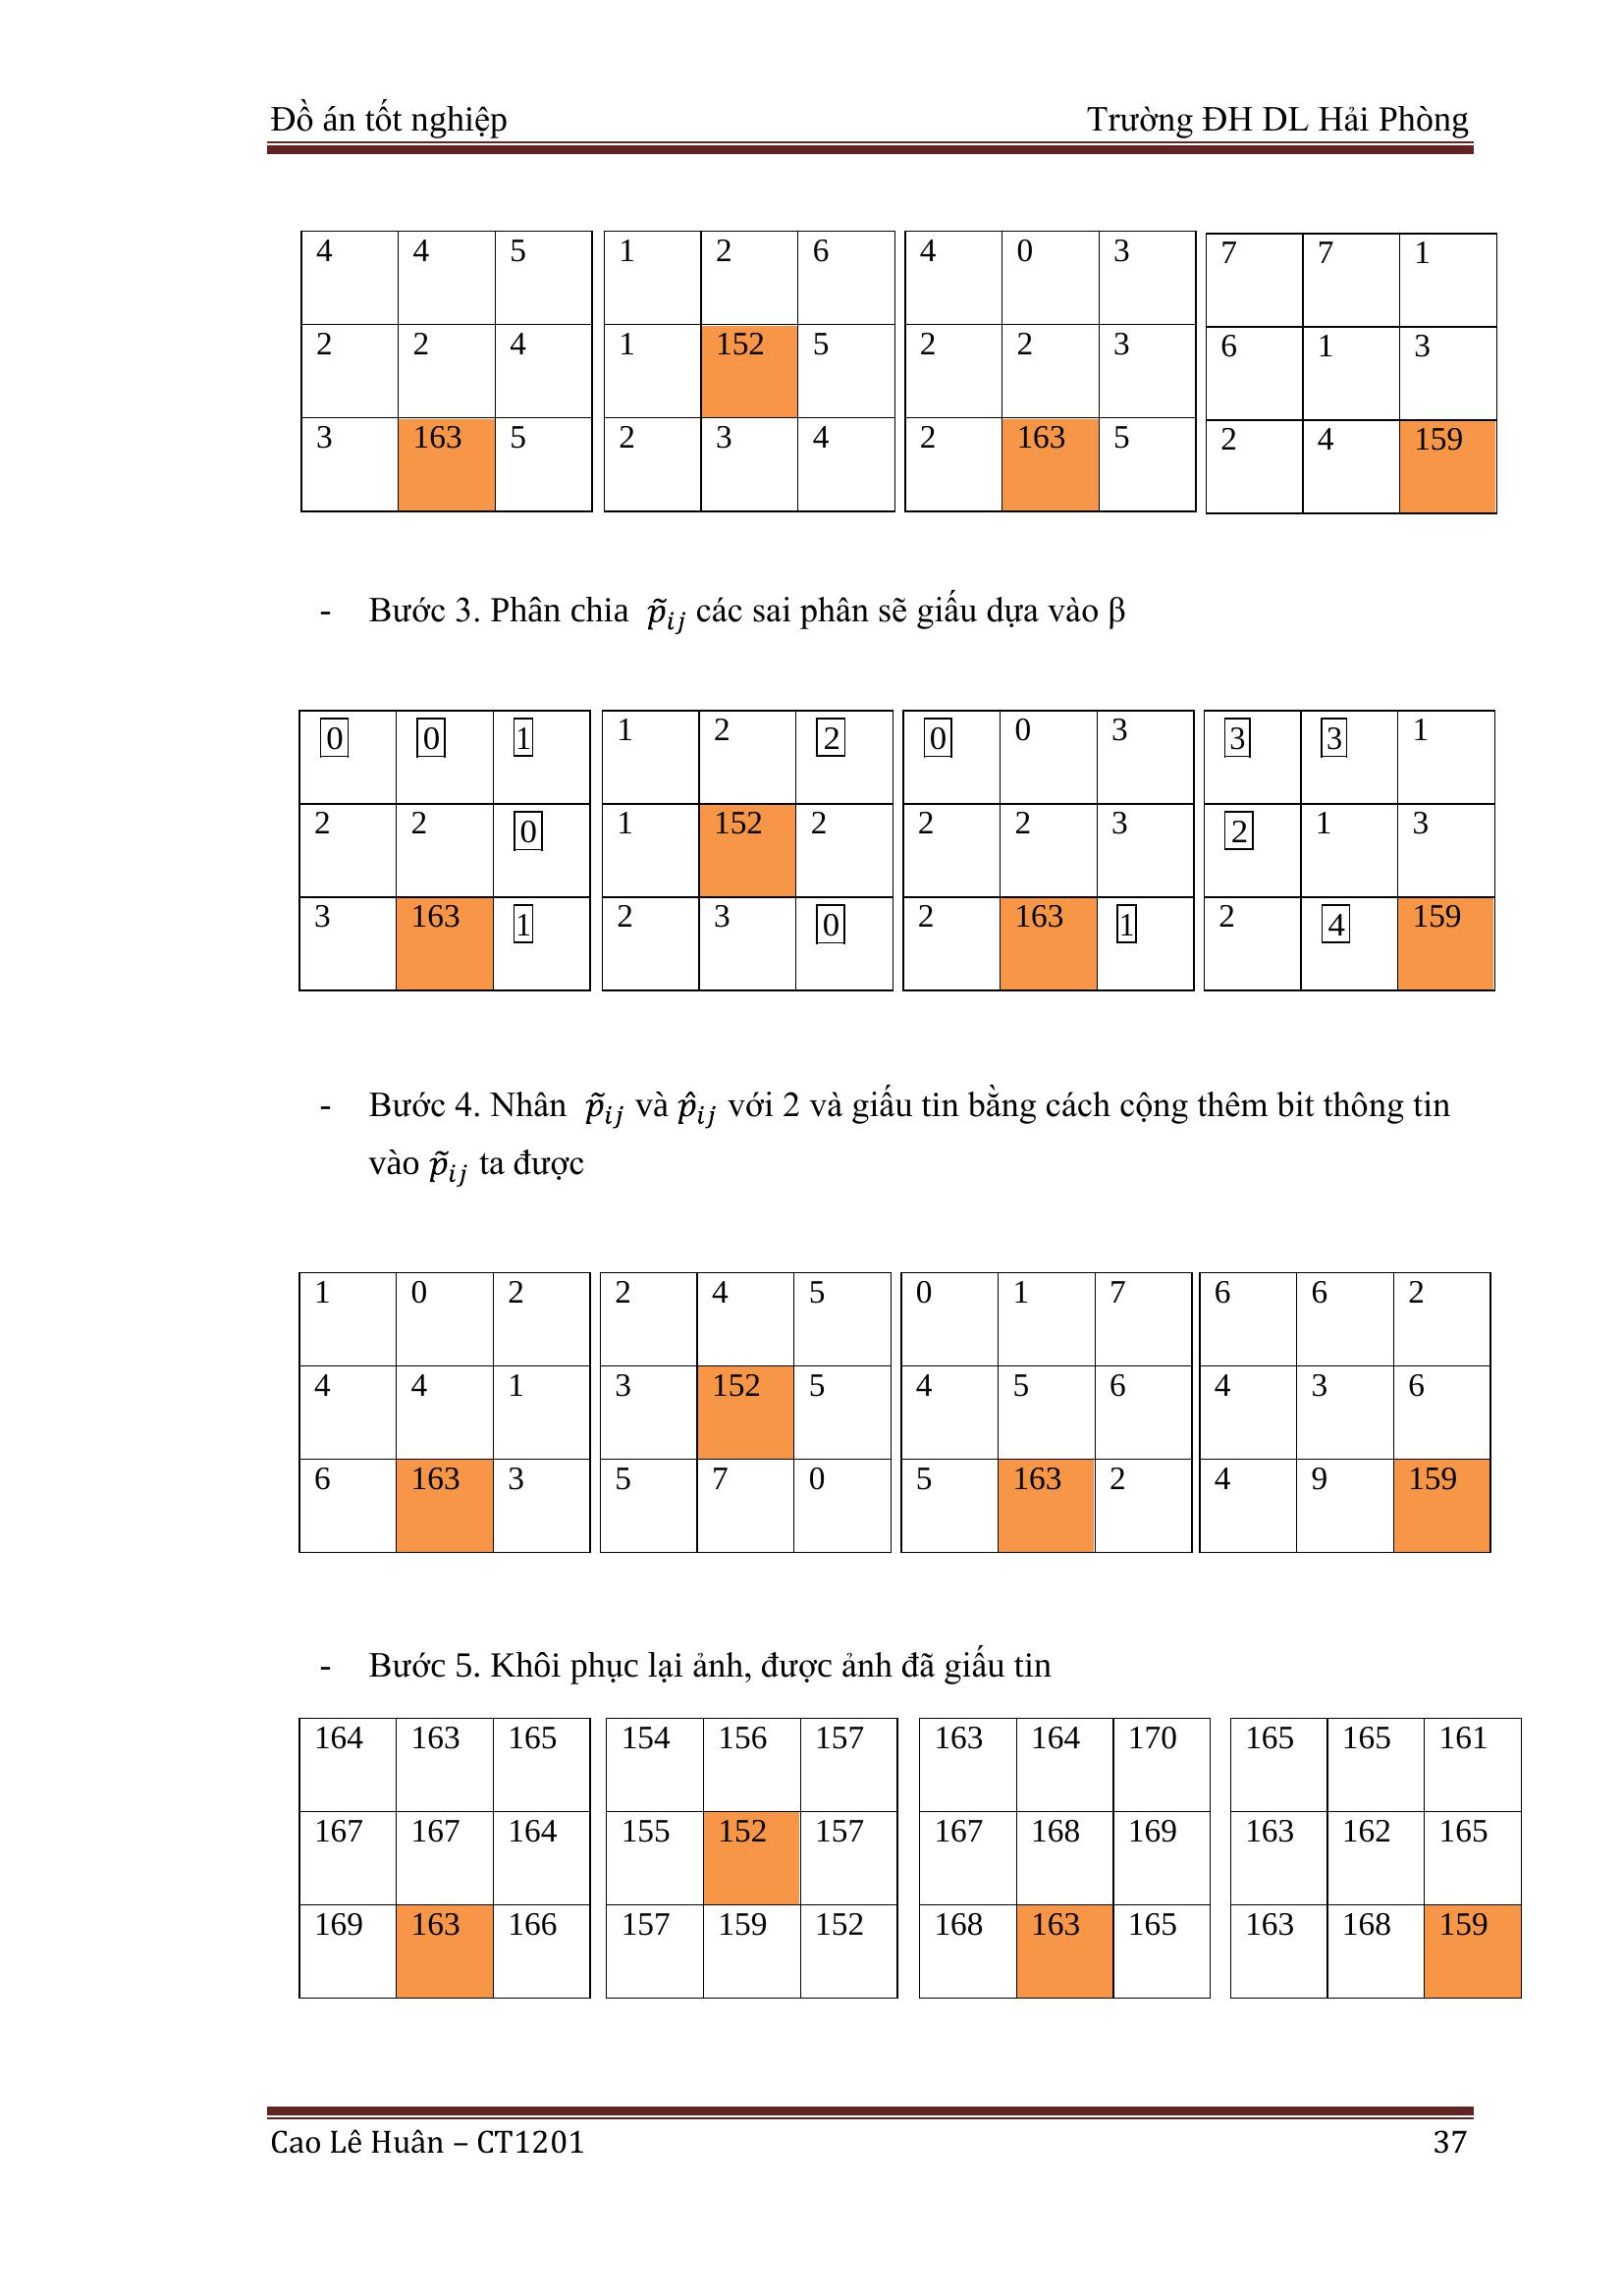 Đồ án tốt nghiệp Trường ĐH DL Hải Phòng
4 4 5 1 2 6 4 0 3 7 7 1
2 2 4 1 152 5 2 2 3 6 1 3
3 163 5 2 3 4 2 163 5 2 4 159
- Bước 3. Phân chia p̃ij các sai phân sẽ giấu dựa vào β
0 0 1 1 2 2 0 0 3 3 3 1
2 2 0 1 152 2 2 2 3 2 1 3
3 163 1 2 3 0 2 163 1 2 4 159
- Bước 4. Nhân p̃ij và p̂ij với 2 và giấu tin bằng cách cộng thêm bit thông tin
vào p̃ij ta được
1 0 2 2 4 5 0 1 7 6 6 2
4 4 1 3 152 5 4 5 6 4 3 6
6 163 3 5 7 0 5 163 2 4 9 159
- Bước 5. Khôi phục lại ảnh, được ảnh đã giấu tin
164 163 165 154 156 157 163 164 170 165 165 161
167 167 164 155 152 157 167 168 169 163 162 165
169 163 166 157 159 152 168 163 165 163 168 159
Cao Lê Huân – CT1201 37